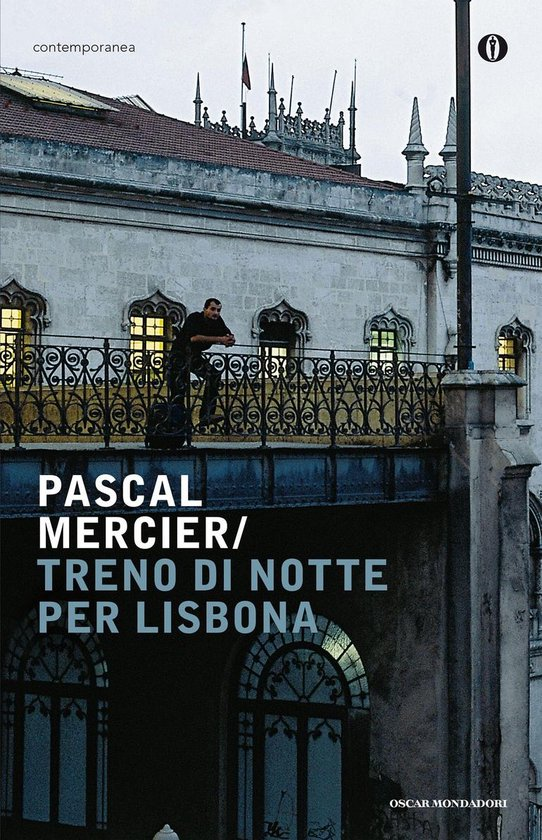 contemporanea
PASCAL
MERCIER/
TRENO DI NOTTE
PER LISBONA
OSCAR MONDADORI